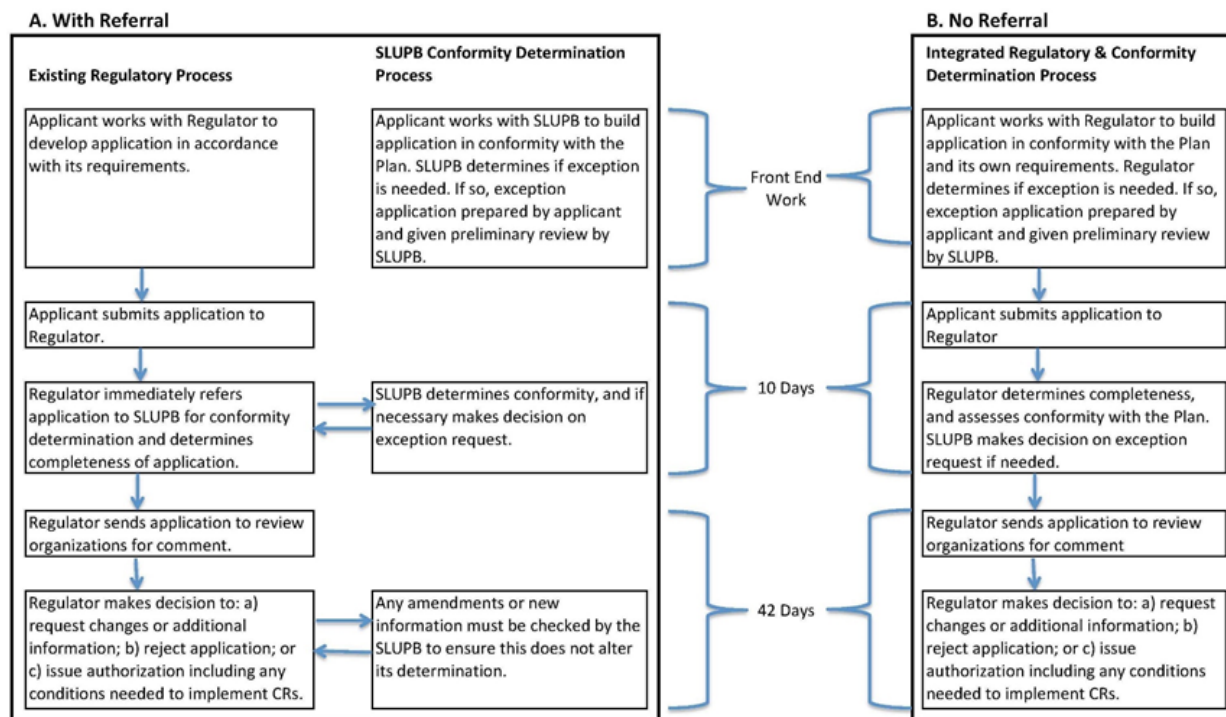 A. With Referral
Existing Regulatory Process
SLUPB Conformity Determination
Process
Applicant works with Regulator to
develop application in accordance
with its requirements.
Applicant works with SLUPB to build
application in conformity with the
Plan. SLUPB determines if exception
is needed. If so, exception
application prepared by applicant
and given preliminary review by
SLUPB.
Applicant submits application to
Regulator.
Regulator immediately refers
application to SLUPB for conformity
determination and determines
completeness of application.
SLUPB determines conformity, and if
necessary makes decision on
exception request.
Regulator sends application to review
organizations for comment.
Regulator makes decision to: a)
request changes or additional
information; b) reject application; or
c) issue authorization including any
conditions needed to implement CRs.
Any amendments or new
information must be checked by the
SLUPB to ensure this does not alter
its determination.
Front End
Work
10 Days
42 Days
B. No Referral
Integrated Regulatory & Conformity
Determination Process
Applicant works with Regulator to build
application in conformity with the Plan
and its own requirements. Regulator
determines if exception is needed. If so,
exception application prepared by
applicant and given preliminary review
by SLUPB.
Applicant submits application to
Regulator
Regulator determines completeness,
and assesses conformity with the Plan.
SLUPB makes decision on exception
request if needed.
Regulator sends application to review
organizations for comment
Regulator makes decision to: a) request
changes or additional information; b)
reject application; or c) issue
authorization including any conditions
needed to implement CRs.